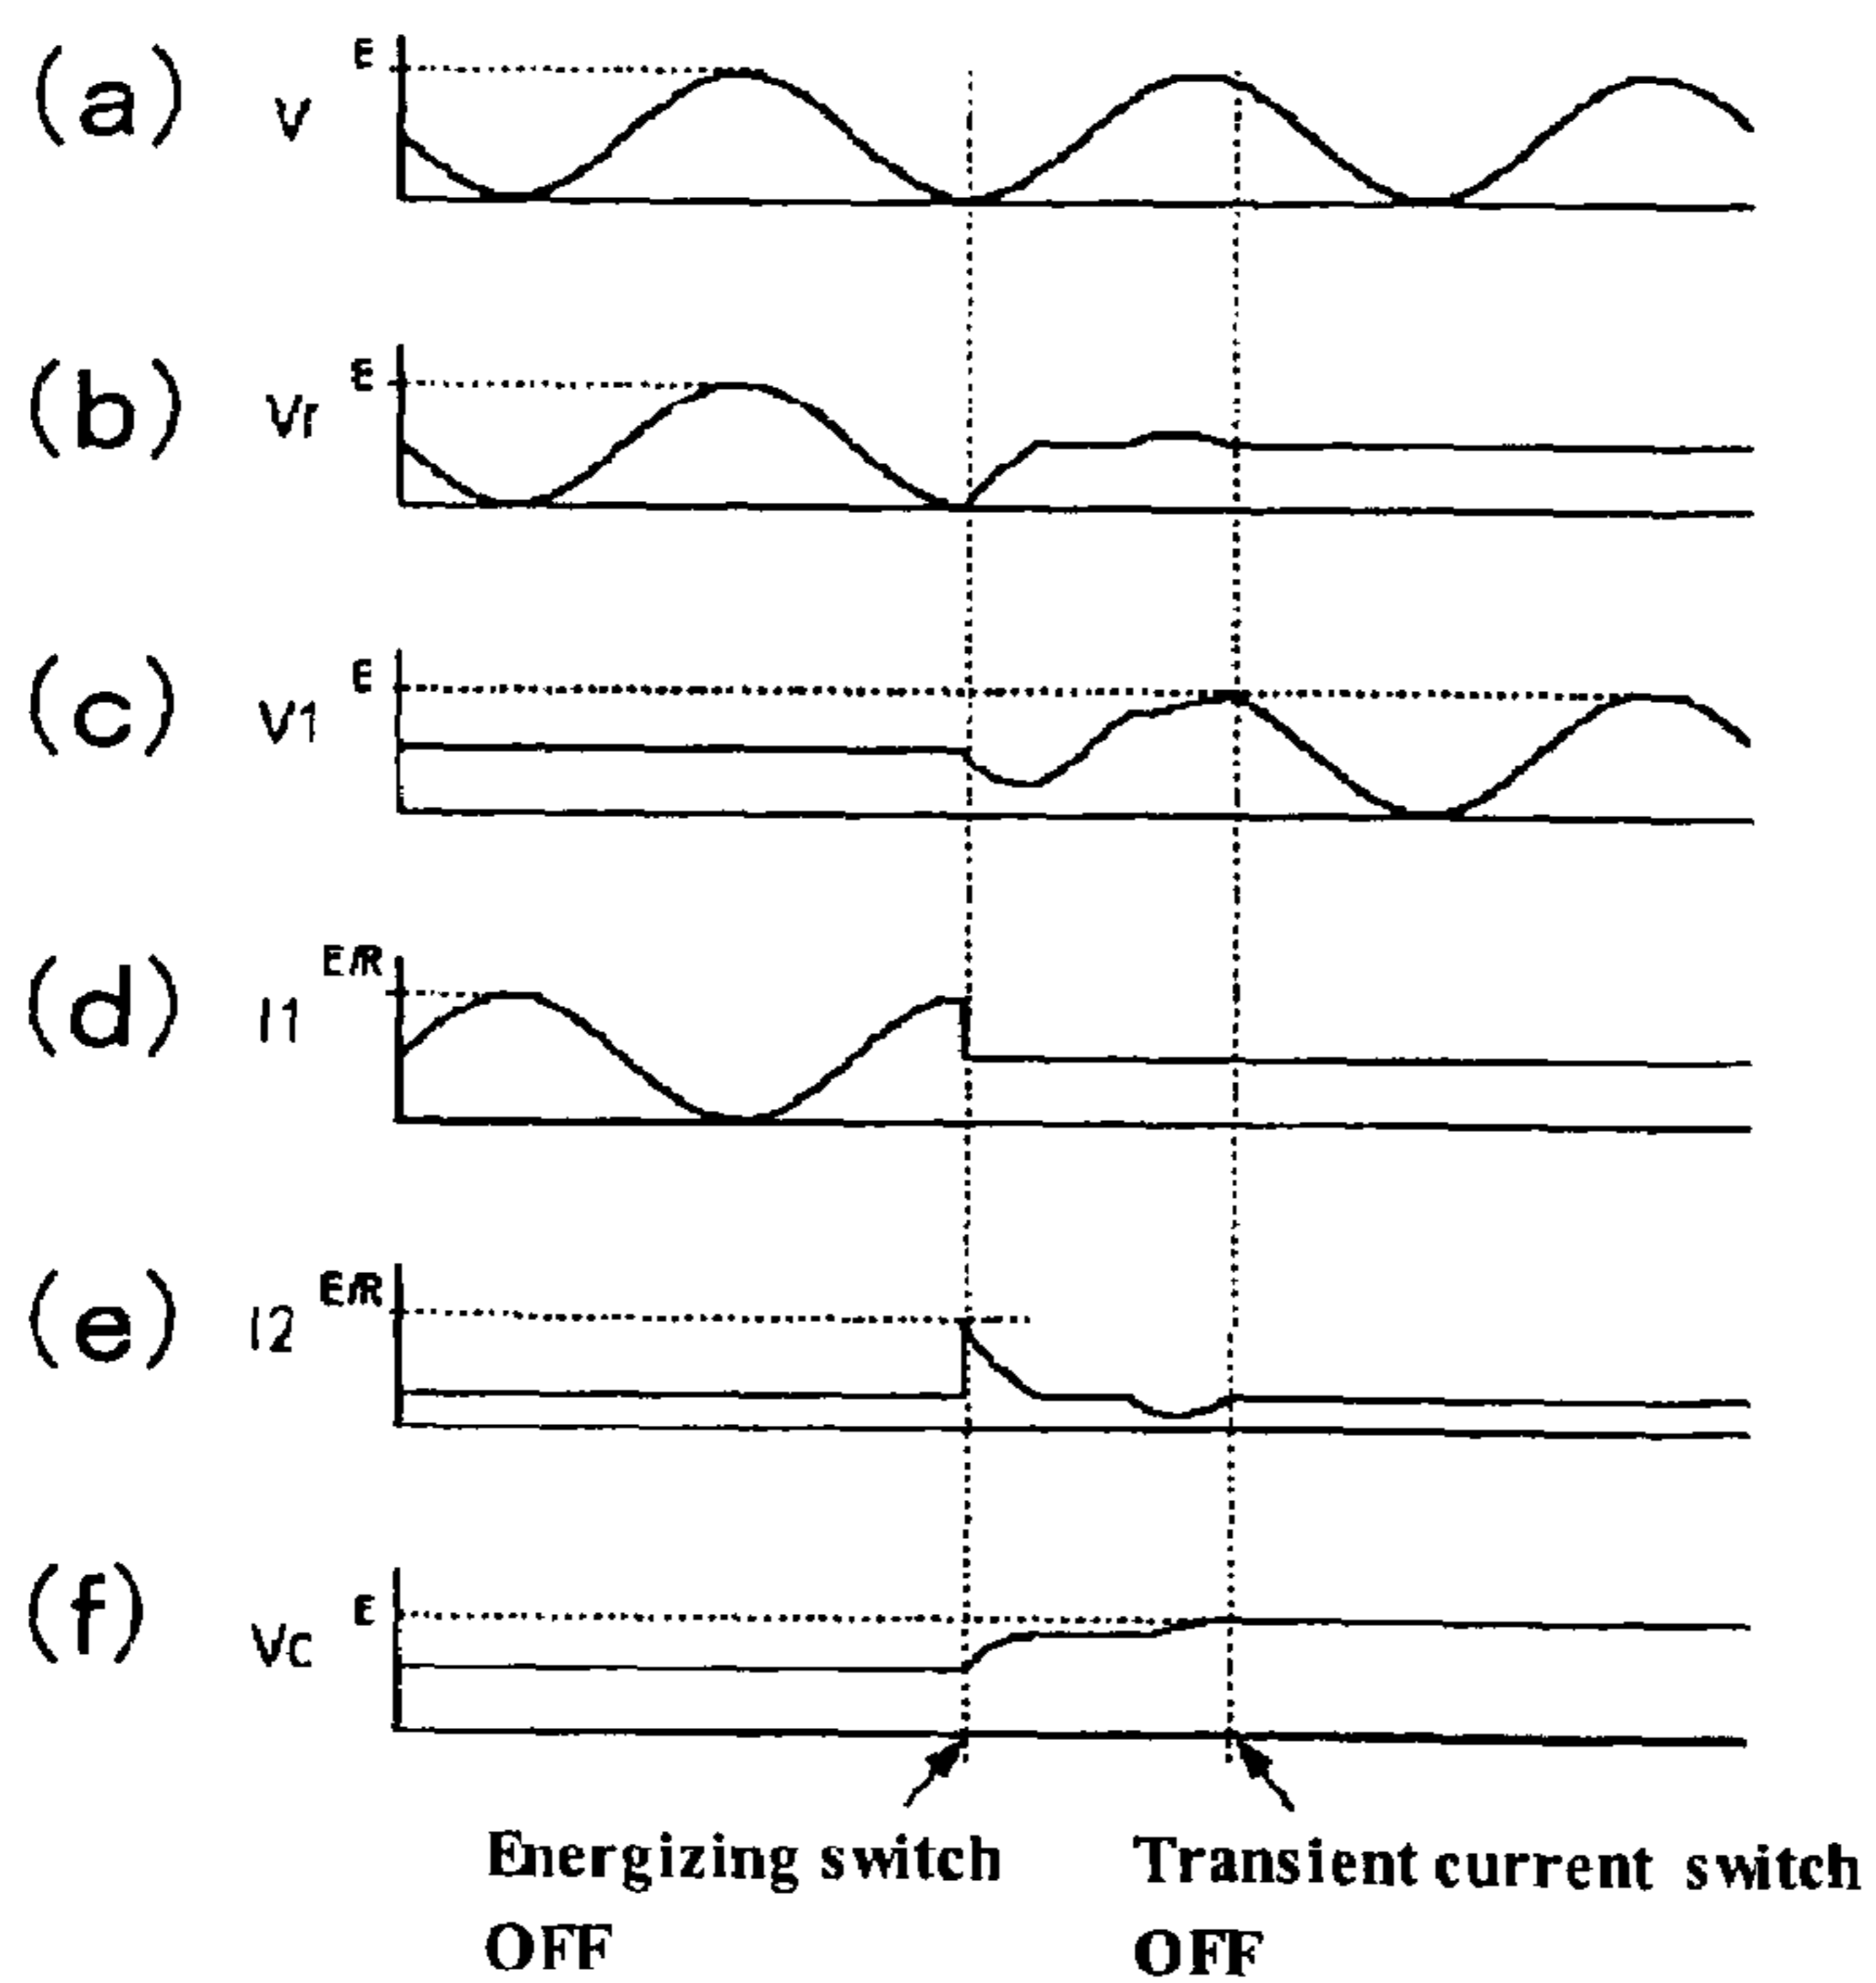 (a) V E
(b) Vr E
(c) V1 E
(d) I1 E/R
(e) I2 E/R
(f) Vc E
Energizing switch
OFF
Transient current switch
OFF